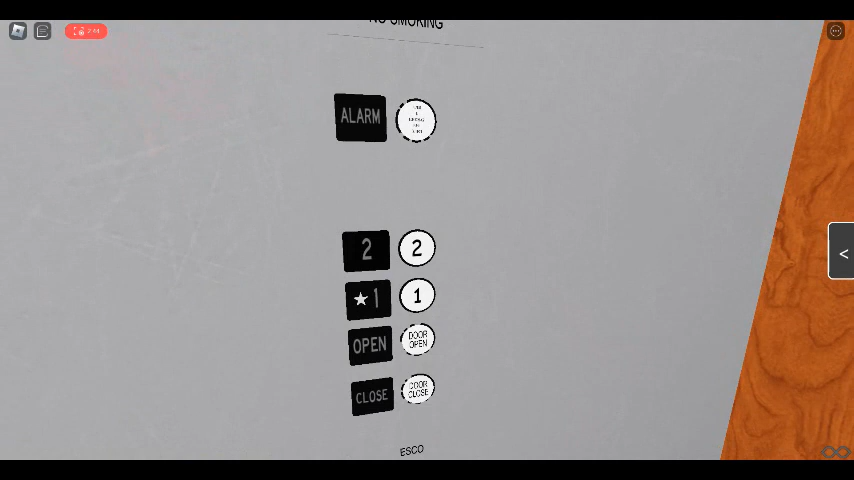 NO SMOKING
ALARM
2 2
★1 1
OPEN DOOR OPEN
CLOSE DOOR CLOSE
ESCO